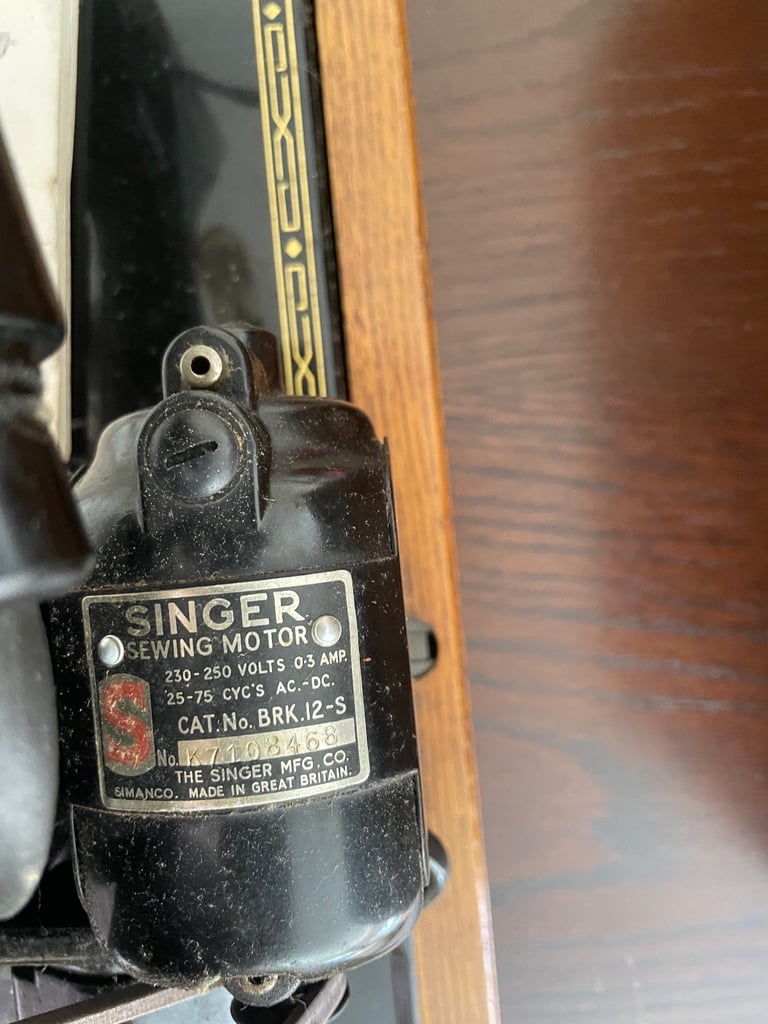 SINGER
SEWING MOTOR
230-250 VOLTS 0·3 AMP.
25-75 CYC'S AC.-DC.
CAT. No. BRK.12-S
S
No. K7108468
THE SINGER MFG. CO.
SIMANCO. MADE IN GREAT BRITAIN.